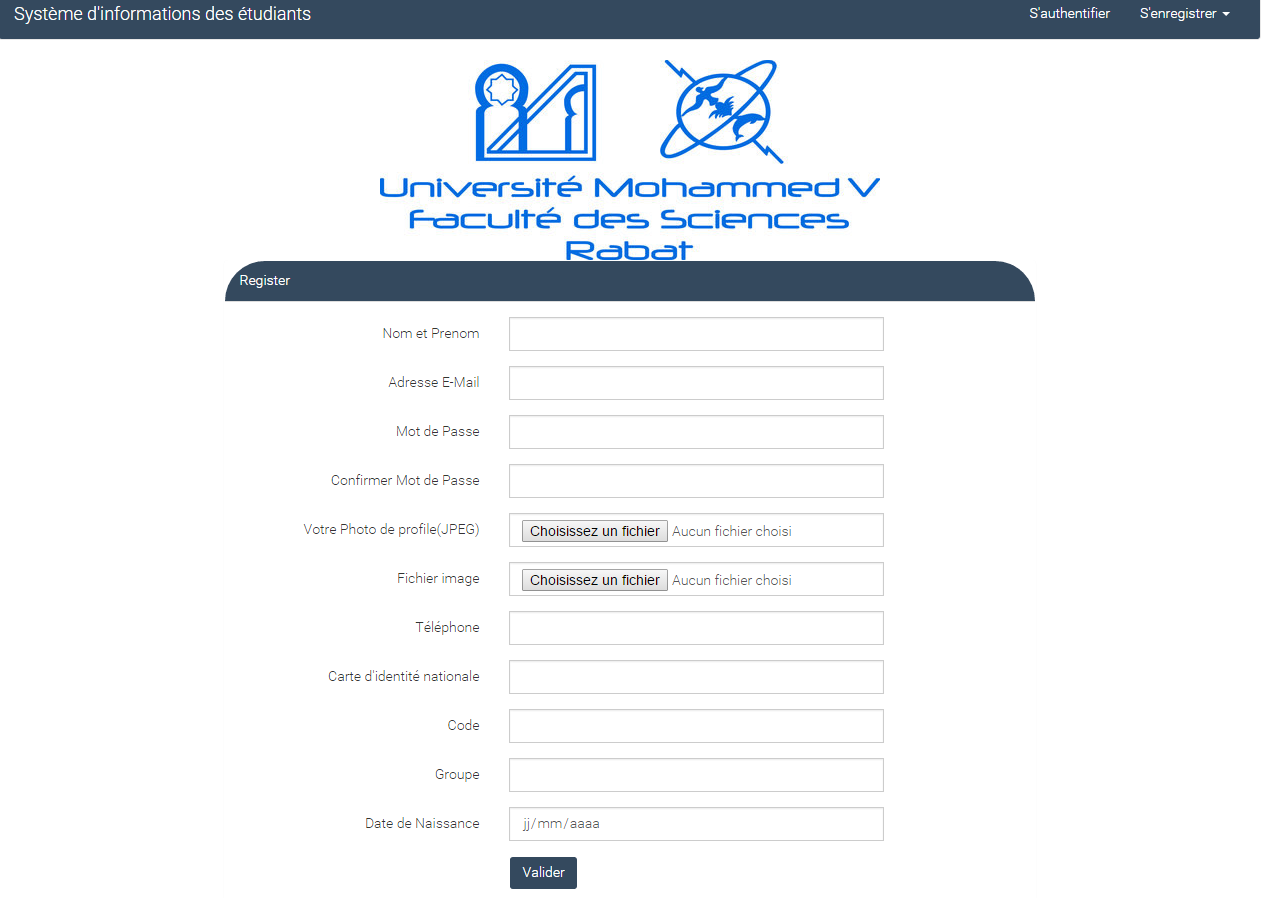 Système d'informations des étudiants
S'authentifier
S'enregistrer
Université Mohammed V
Faculté des Sciences
Rabat
Register
Nom et Prenom
Adresse E-Mail
Mot de Passe
Confirmer Mot de Passe
Votre Photo de profile(JPEG) Choisissez un fichier Aucun fichier choisi
Fichier image Choisissez un fichier Aucun fichier choisi
Téléphone
Carte d'identité nationale
Code
Groupe
Date de Naissance jj/mm/aaaa
Valider